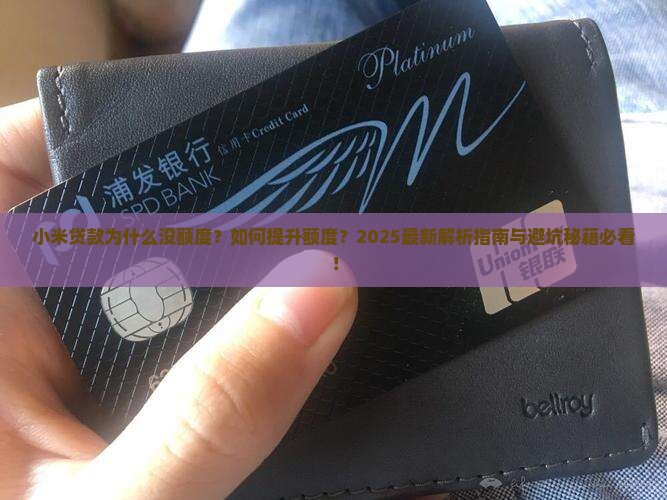 Platinum
浦发银行
信用卡Credit Card
SPD BANK
小米贷款为什么没额度？如何提升额度？2025最新解析指南与避坑秘籍必看
！
Union
银联
bellroy